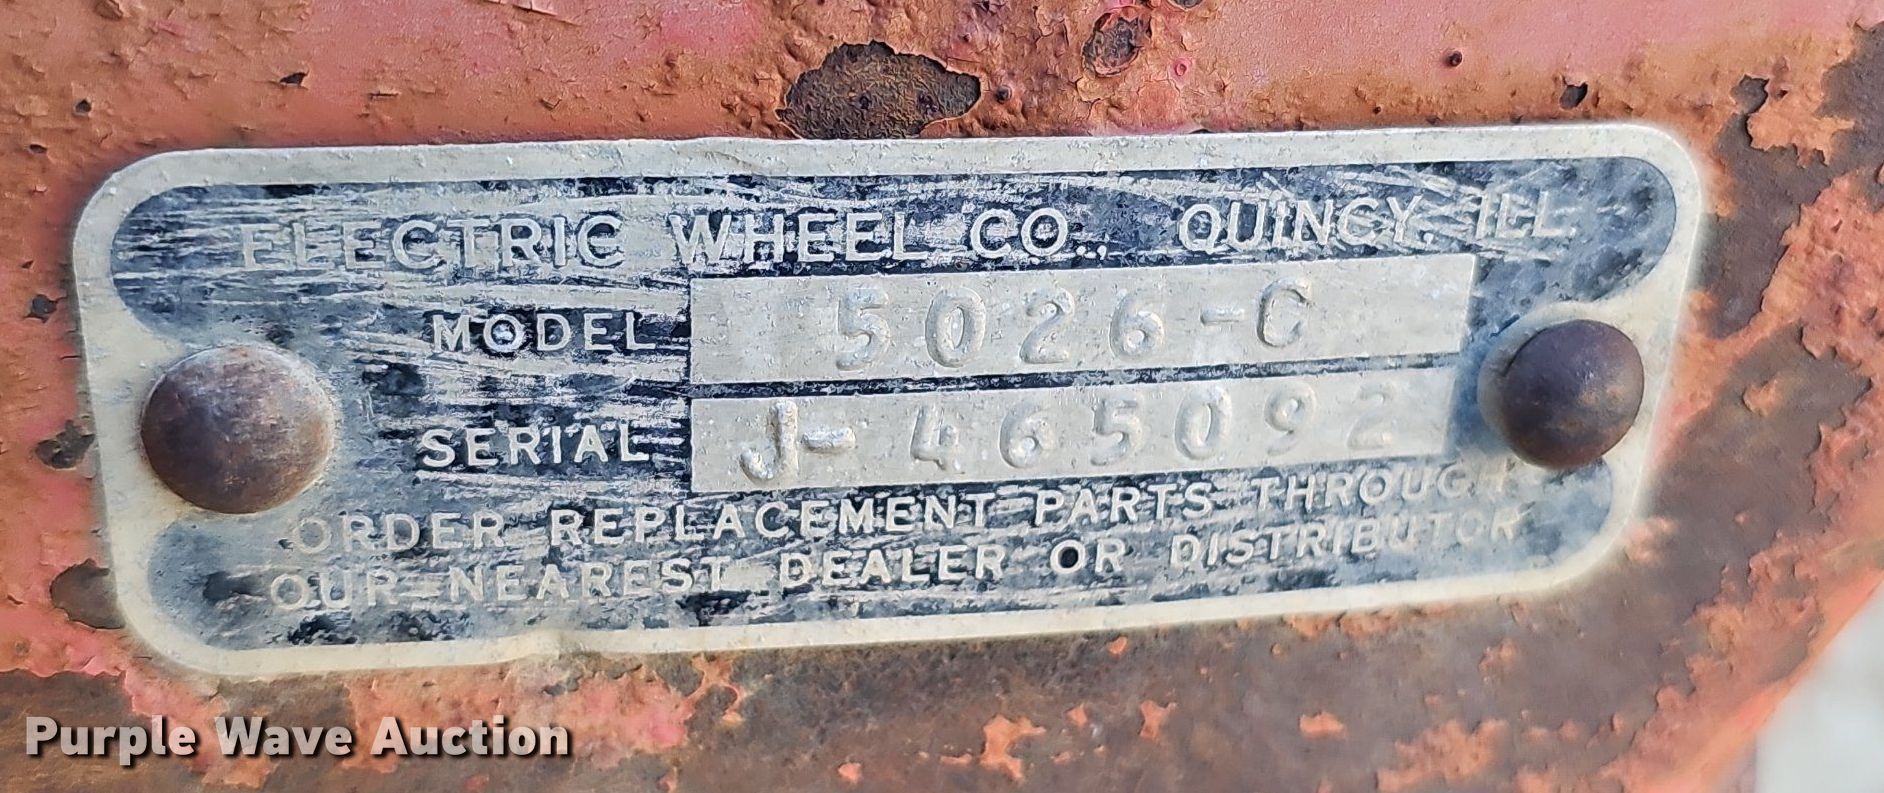 ELECTRIC WHEEL CO., QUINCY, ILL.
MODEL 5026-C
SERIAL J-465092
ORDER REPLACEMENT PARTS THROUGH
OUR NEAREST DEALER OR DISTRIBUTOR
Purple Wave Auction